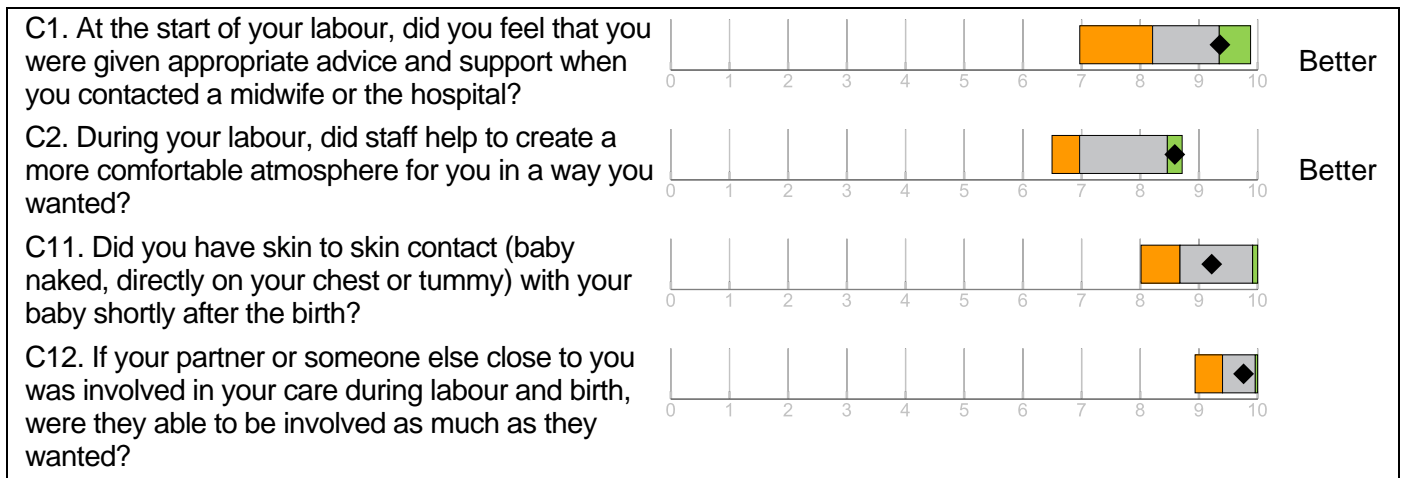 C1. At the start of your labour, did you feel that you
were given appropriate advice and support when
you contacted a midwife or the hospital?
0 1 2 3 4 5 6 7 8 9 10
Better
C2. During your labour, did staff help to create a
more comfortable atmosphere for you in a way you
wanted?
0 1 2 3 4 5 6 7 8 9 10
Better
C11. Did you have skin to skin contact (baby
naked, directly on your chest or tummy) with your
baby shortly after the birth?
0 1 2 3 4 5 6 7 8 9 10
C12. If your partner or someone else close to you
was involved in your care during labour and birth,
were they able to be involved as much as they
wanted?
0 1 2 3 4 5 6 7 8 9 10